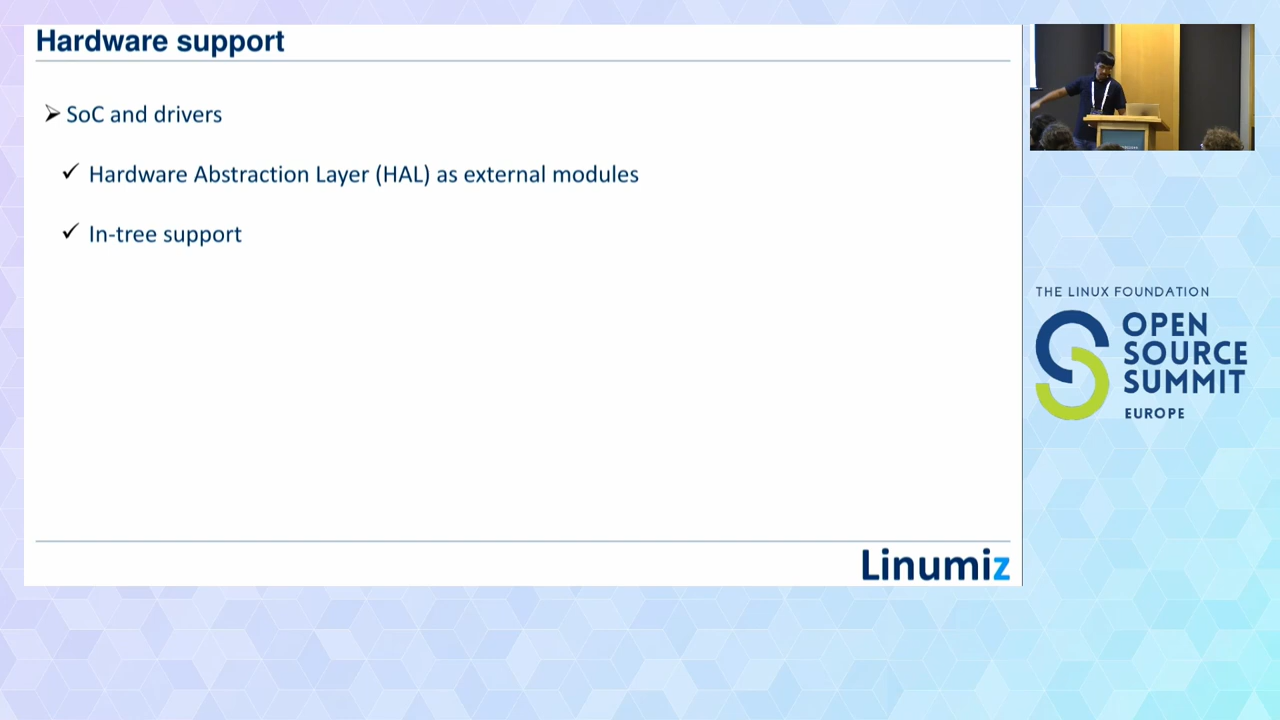 Hardware support
SoC and drivers
Hardware Abstraction Layer (HAL) as external modules
In-tree support
Linumiz
THE LINUX FOUNDATION
OPEN
SOURCE
SUMMIT
EUROPE